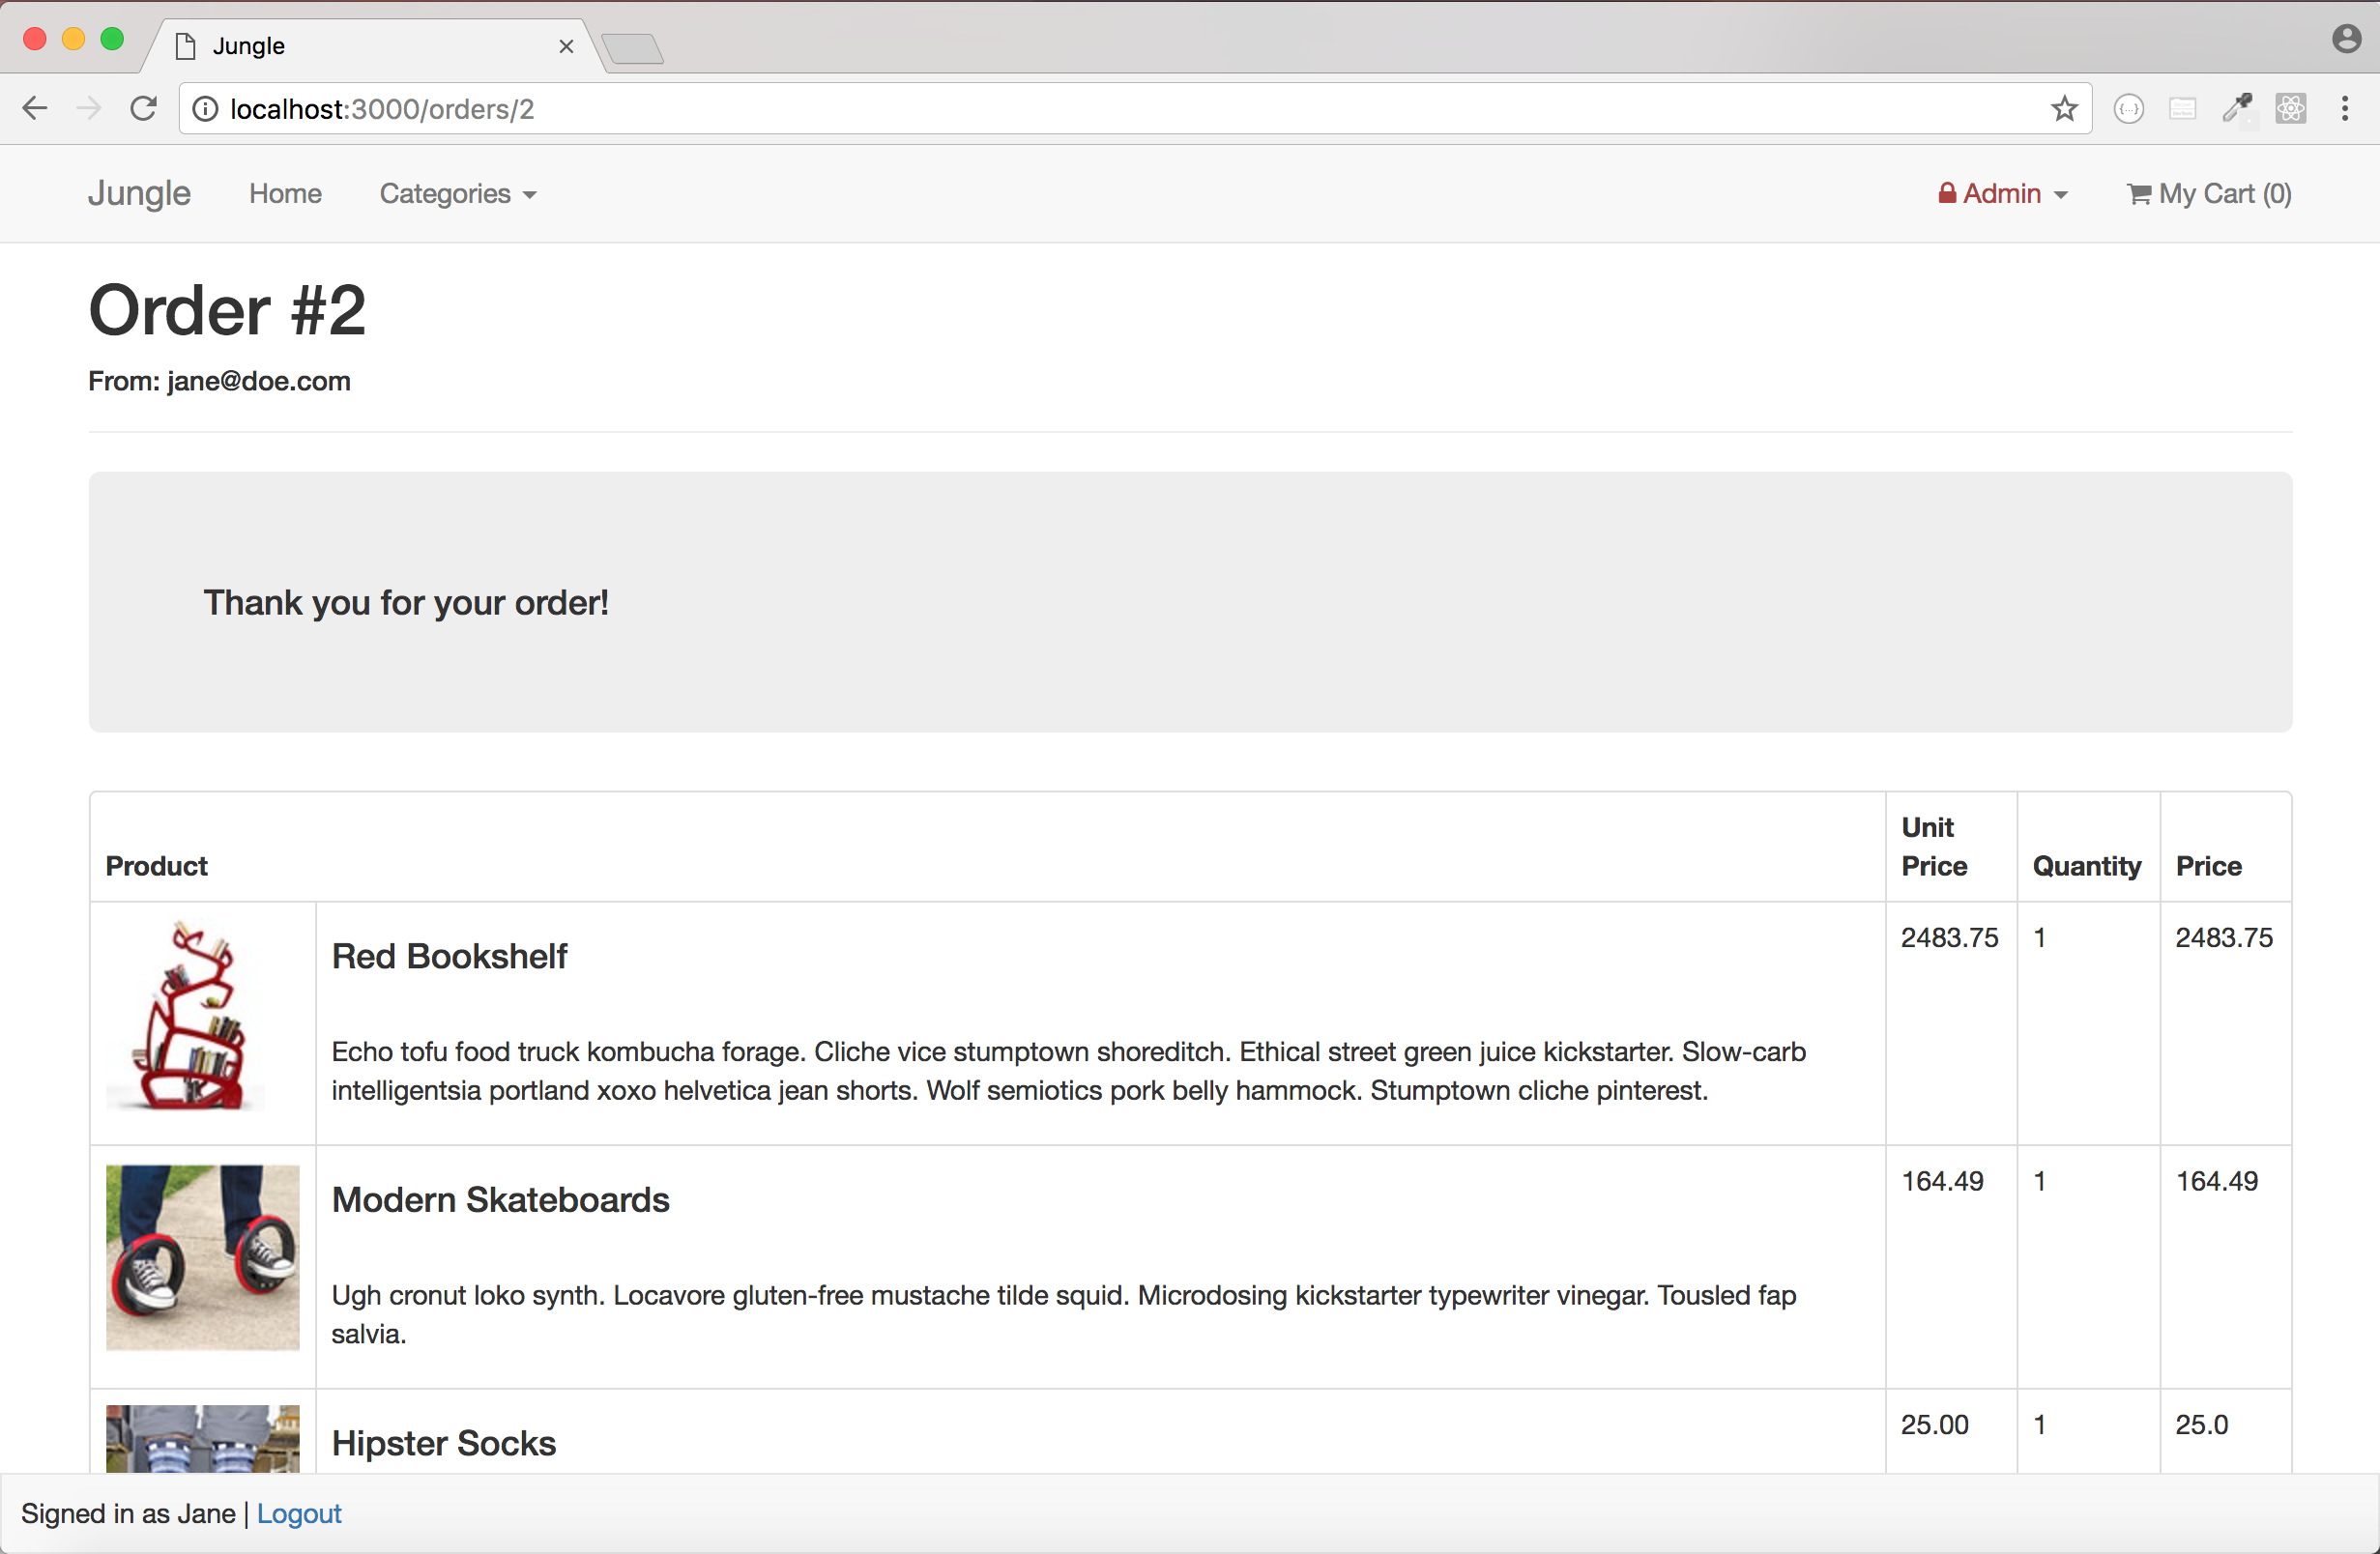 Jungle
localhost:3000/orders/2
Jungle Home Categories Admin My Cart (0)
Order #2
From: jane@doe.com
Thank you for your order!
Product Unit Price Quantity Price
Red Bookshelf 2483.75 1 2483.75
Echo tofu food truck kombucha forage. Cliche vice stumptown shoreditch. Ethical street green juice kickstarter. Slow-carb
intelligentsia portland xoxo helvetica jean shorts. Wolf semiotics pork belly hammock. Stumptown cliche pinterest.
Modern Skateboards 164.49 1 164.49
Ugh cronut loko synth. Locavore gluten-free mustache tilde squid. Microdosing kickstarter typewriter vinegar. Tousled fap
salvia.
Hipster Socks 25.00 1 25.0
Signed in as Jane | Logout